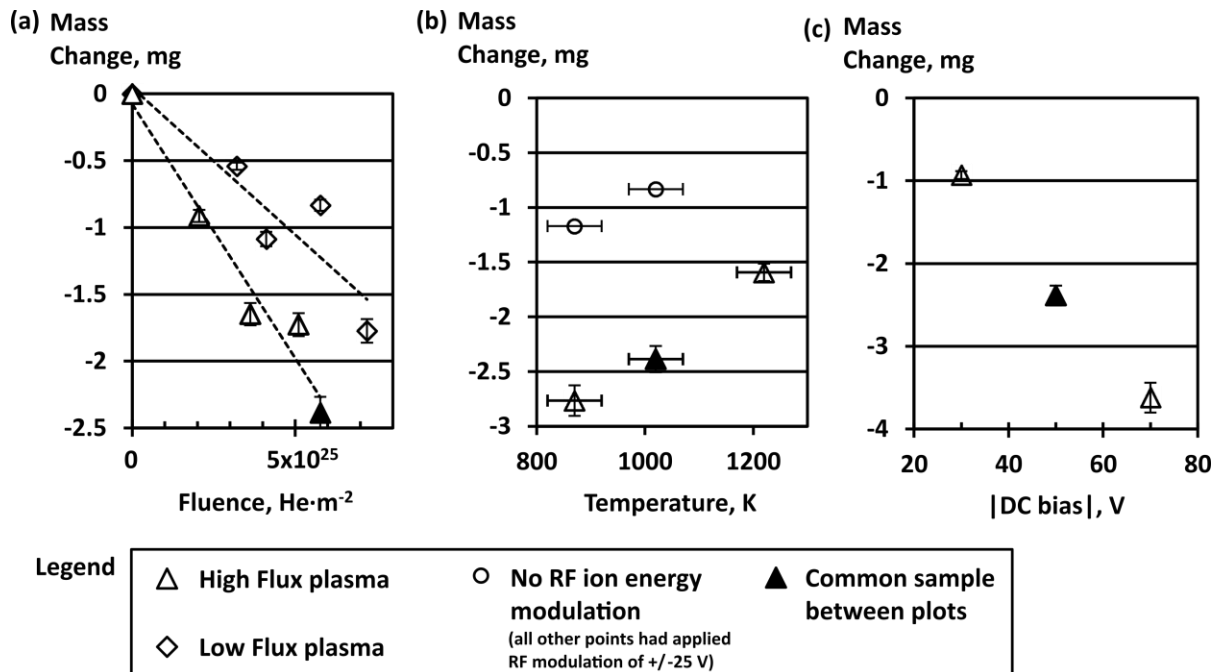 (a) Mass
Change, mg
0
-0.5
-1
-1.5
-2
-2.5
0
5x10²⁵
Fluence, He·m⁻²
(b) Mass
Change, mg
0
-0.5
-1
-1.5
-2
-2.5
-3
800
1000
1200
Temperature, K
(c) Mass
Change, mg
0
-1
-2
-3
-4
20
40
60
80
|DC bias|, V
Legend
High Flux plasma
Low Flux plasma
No RF ion energy
modulation
(all other points had applied
RF modulation of +/-25 V)
Common sample
between plots